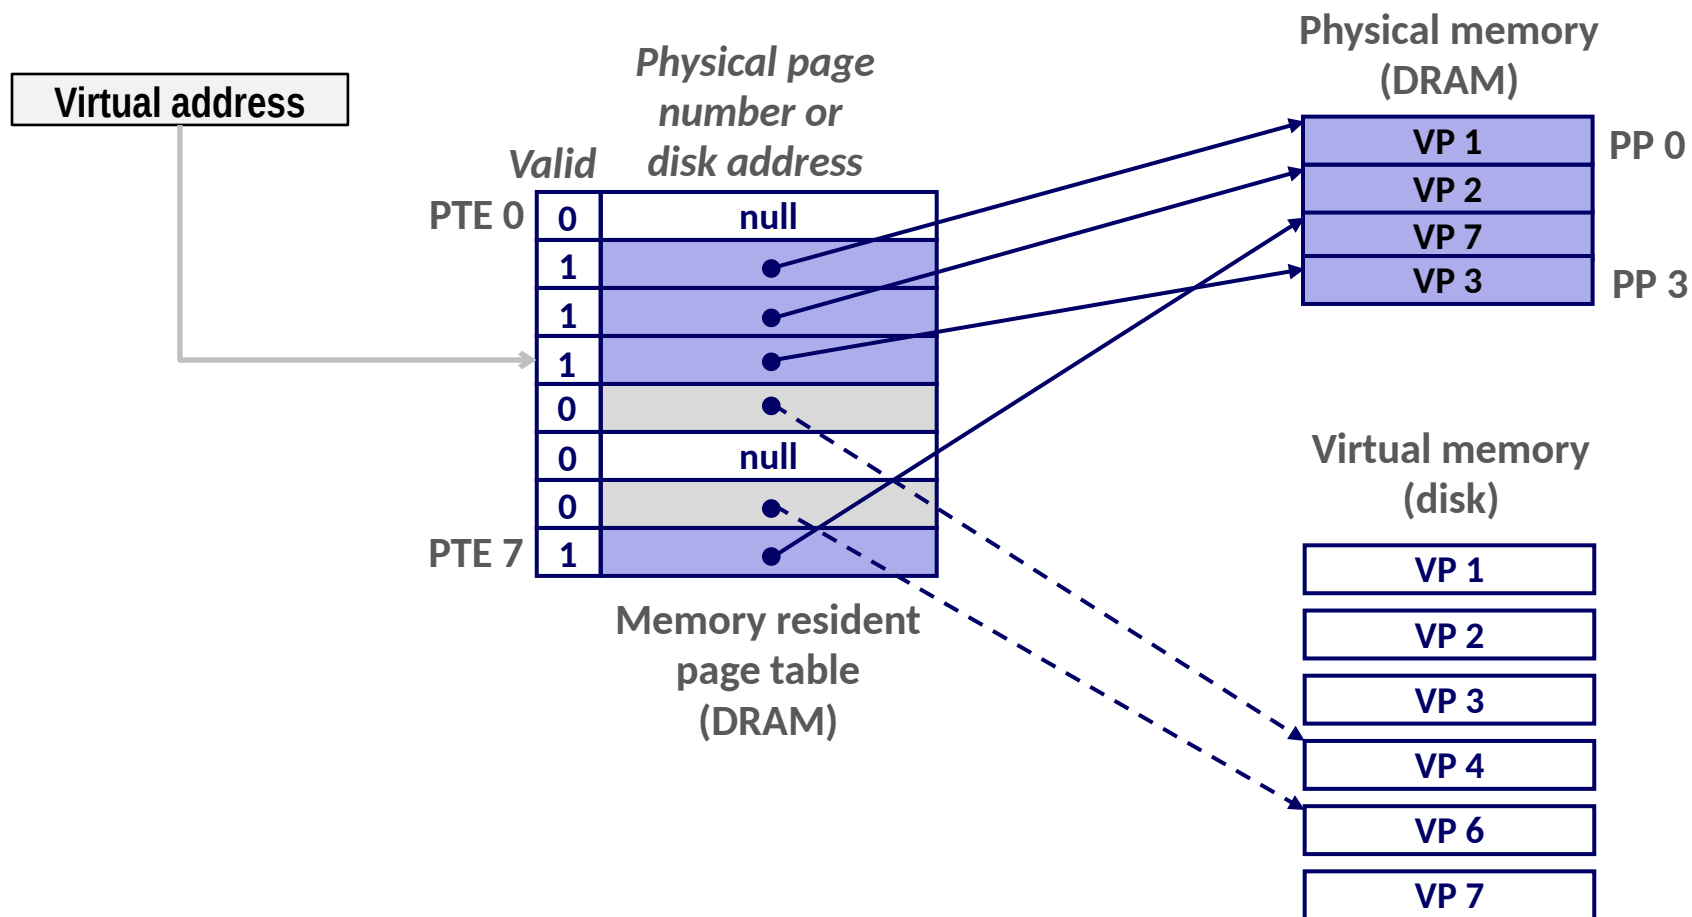 Virtual address
Physical page
number or
disk address
Valid
PTE 0
0
null
1
1
1
0
0
null
0
PTE 7
1
Memory resident
page table
(DRAM)
Physical memory
(DRAM)
VP 1
PP 0
VP 2
VP 7
VP 3
PP 3
Virtual memory
(disk)
VP 1
VP 2
VP 3
VP 4
VP 6
VP 7